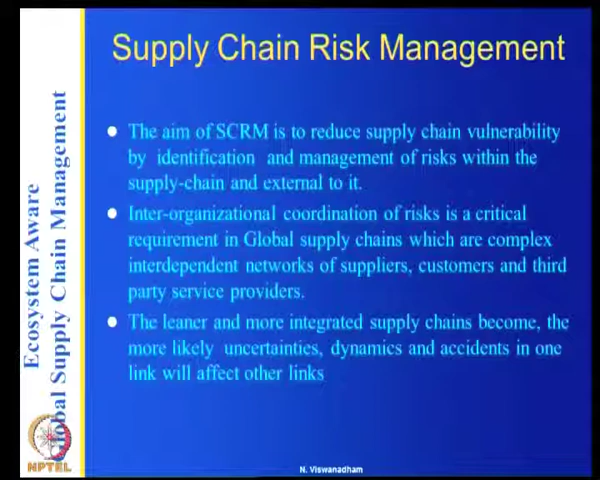 Supply Chain Risk Management
The aim of SCRM is to reduce supply chain vulnerability
by identification and management of risks within the
supply-chain and external to it.
Inter-organizational coordination of risks is a critical
requirement in Global supply chains which are complex
interdependent networks of suppliers, customers and third
party service providers.
The leaner and more integrated supply chains become, the
more likely uncertainties, dynamics and accidents in one
link will affect other links
Ecosystem Aware
Global Supply Chain Management
NPTEL
N. Viswanadham